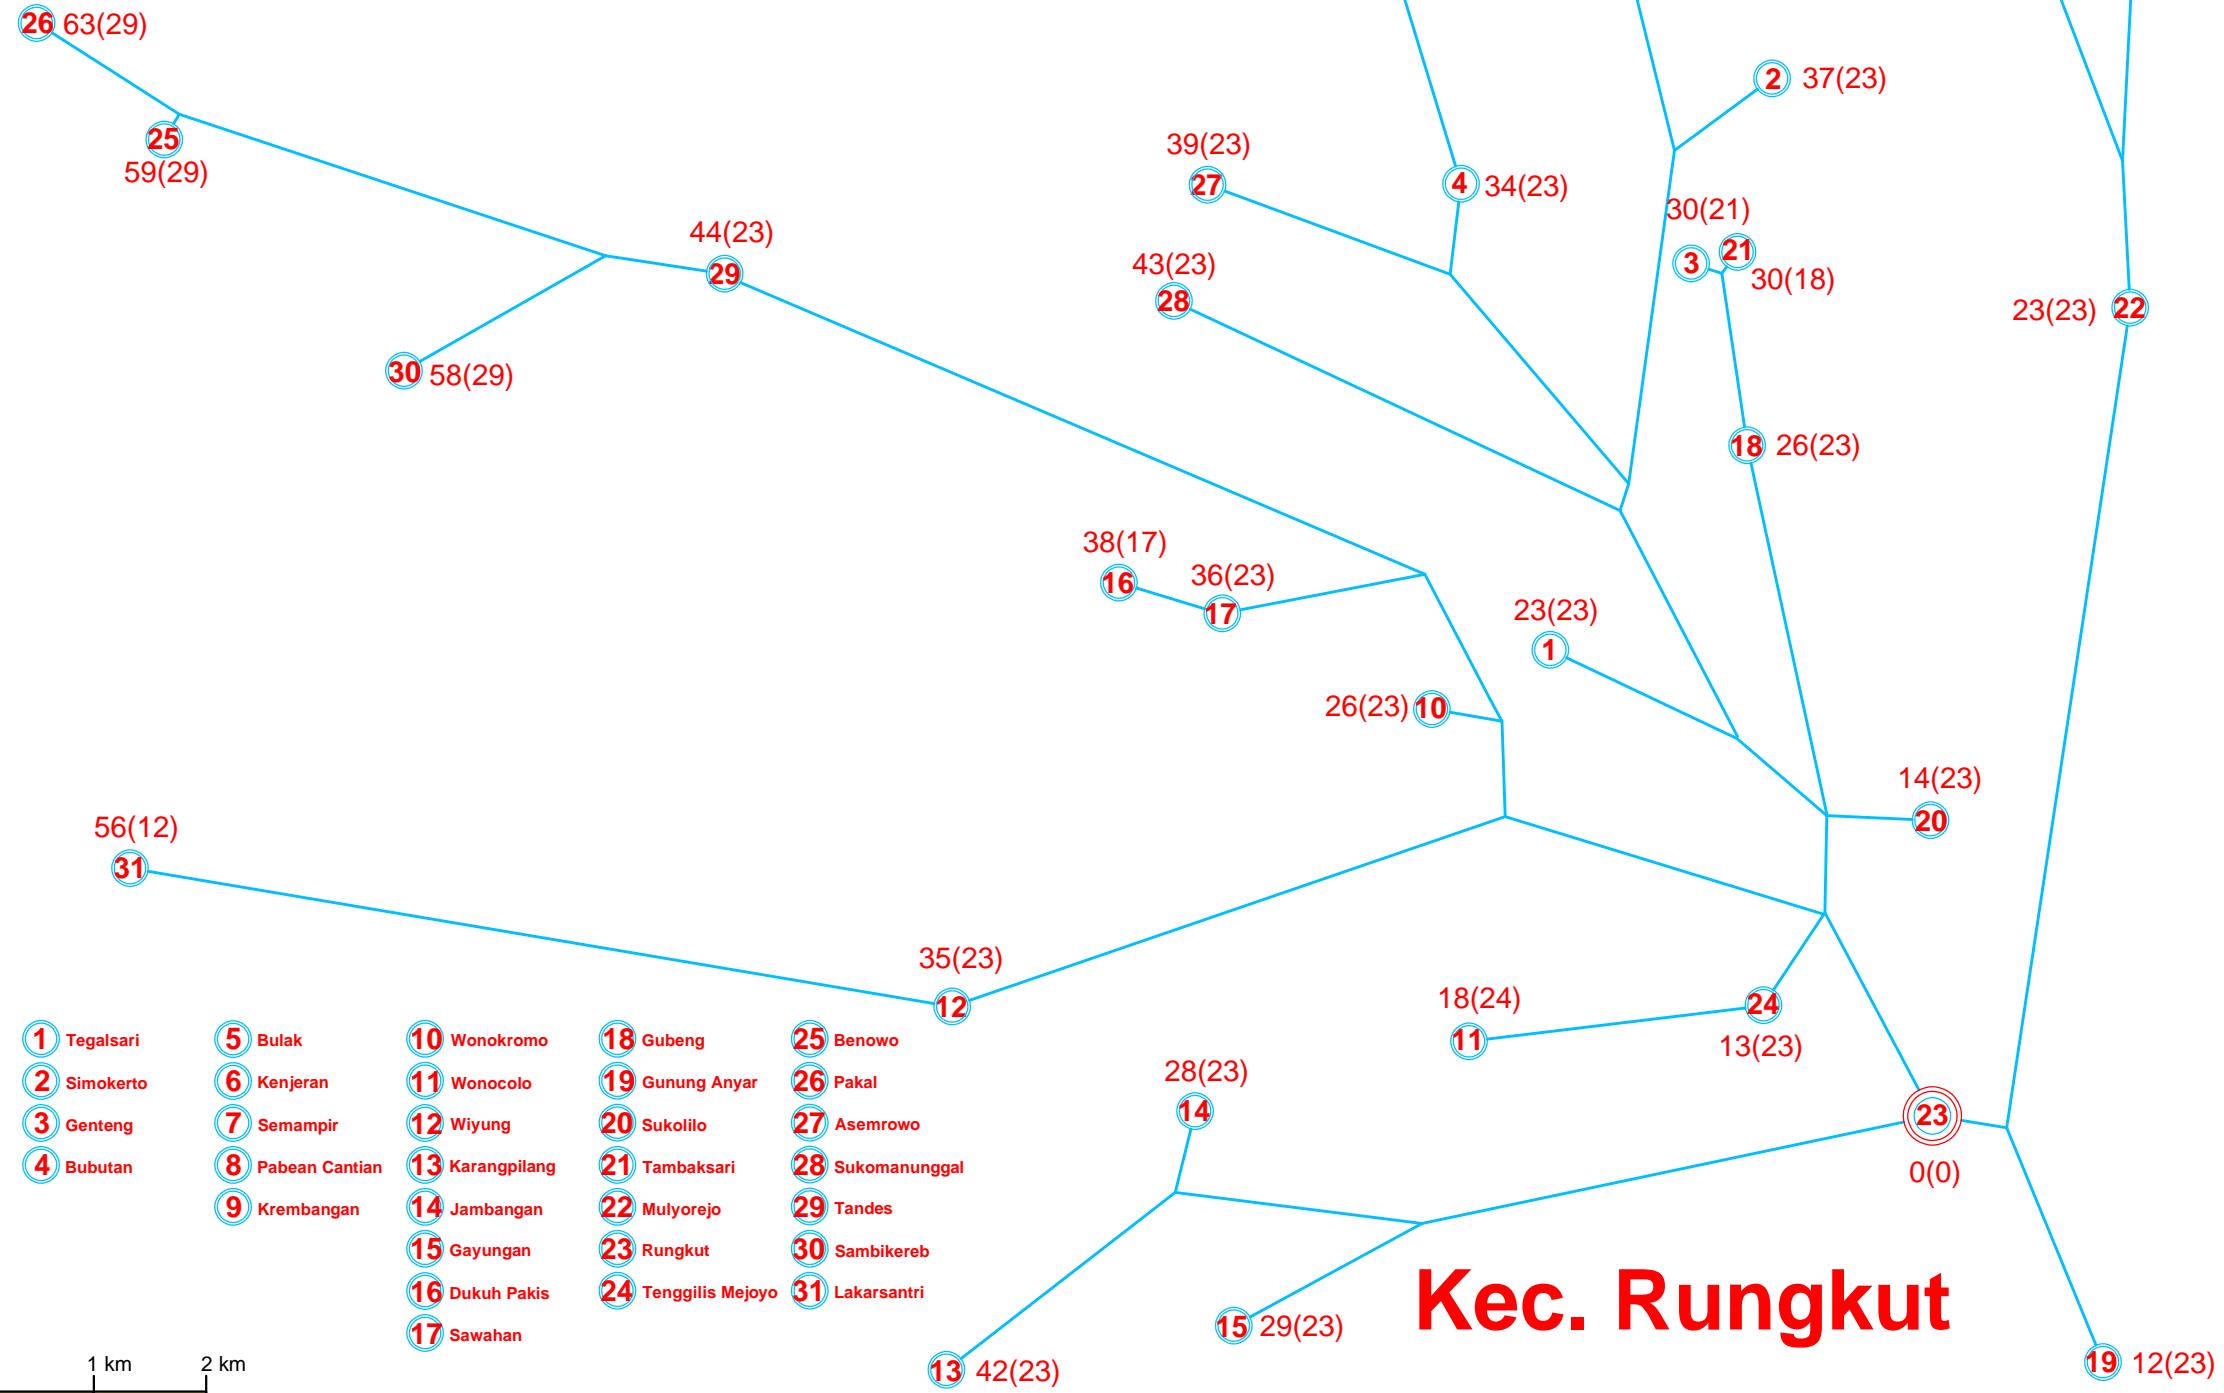 26 63(29)
2 37(23)
25
59(29)
39(23)
27
4 34(23)
30(21)
44(23)
29
3 21
30(18)
43(23)
28
23(23) 22
30 58(29)
18 26(23)
38(17)
16
36(23)
17
23(23)
1
26(23) 10
14(23)
20
56(12)
31
35(23)
12
18(24)
11
24
13(23)
28(23)
14
23
0(0)
1 Tegalsari
2 Simokerto
3 Genteng
4 Bubutan
5 Bulak
6 Kenjeran
7 Semampir
8 Pabean Cantian
9 Krembangan
10 Wonokromo
11 Wonocolo
12 Wiyung
13 Karangpilang
14 Jambangan
15 Gayungan
16 Dukuh Pakis
17 Sawahan
18 Gubeng
19 Gunung Anyar
20 Sukolilo
21 Tambaksari
22 Mulyorejo
23 Rungkut
24 Tenggilis Mejoyo
25 Benowo
26 Pakal
27 Asemrowo
28 Sukomanunggal
29 Tandes
30 Sambikereb
31 Lakarsantri
Kec. Rungkut
15 29(23)
13 42(23)
19 12(23)
1 km 2 km